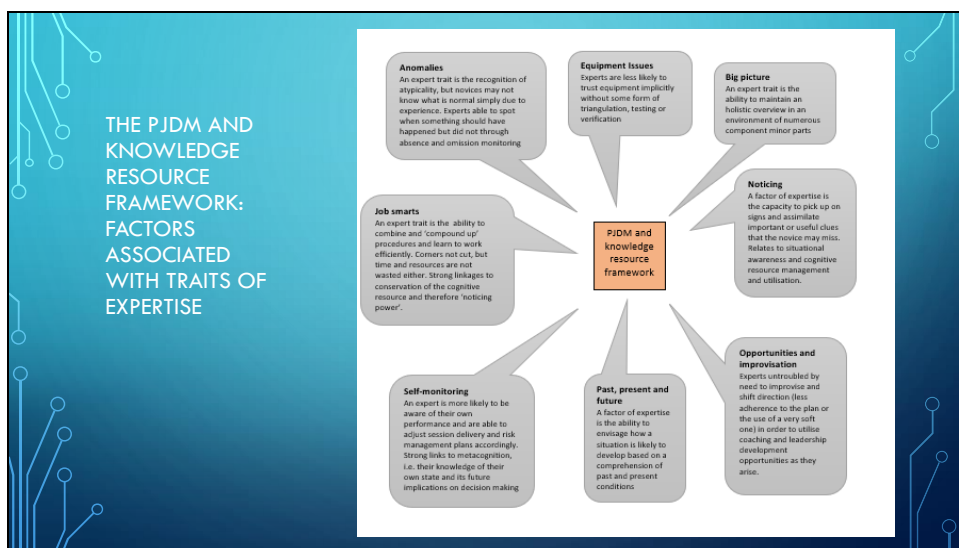 THE PJDM AND
KNOWLEDGE
RESOURCE
FRAMEWORK:
FACTORS
ASSOCIATED
WITH TRAITS OF
EXPERTISE
Anomalies
An expert trait is the recognition of
atypicality, but novices may not
know what is normal simply due to
experience. Experts able to spot
when something should have
happened but did not through
absence and omission monitoring
Equipment Issues
Experts are less likely to
trust equipment implicitly
without some form of
triangulation, testing or
verification
Big picture
An expert trait is the
ability to maintain an
holistic overview in an
environment of numerous
component minor parts
Job smarts
An expert trait is the ability to
combine and 'compound up'
procedures and learn to work
efficiently. Corners not cut, but
time and resources are not
wasted either. Strong linkages to
conservation of the cognitive
resource and therefore 'noticing
power'.
PJDM and
knowledge
resource
framework
Noticing
A factor of expertise is
the capacity to pick up on
signs and assimilate
important or useful clues
that the novice may miss.
Relates to situational
awareness and cognitive
resource management
and utilisation.
Self-monitoring
An expert is more likely to be
aware of their own
performance and are able to
adjust session delivery and risk
management plans accordingly.
Strong links to metacognition,
i.e. their knowledge of their
own state and its future
implications on decision making
Past, present and
future
A factor of expertise
is the ability to
envisage how a
situation is likely to
develop based on a
comprehension of
past and present
conditions
Opportunities and
improvisation
Experts untroubled by
need to improvise and
shift direction (less
adherence to the plan or
the use of a very soft
one) in order to utilise
coaching and leadership
development
opportunities as they
arise.